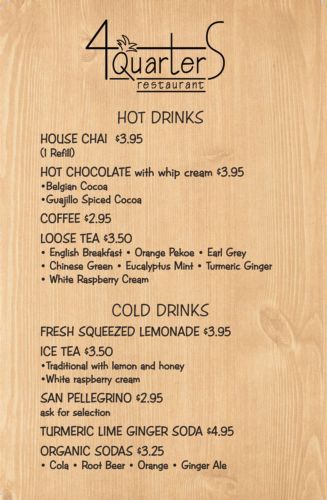 4 QuarterS
restaurant
HOT DRINKS
HOUSE CHAI $3.95
(1 Refill)
HOT CHOCOLATE with whip cream $3.95
•Belgian Cocoa
•Guajillo Spiced Cocoa
COFFEE $2.95
LOOSE TEA $3.50
• English Breakfast • Orange Pekoe • Earl Grey
• Chinese Green • Eucalyptus Mint • Turmeric Ginger
• White Raspberry Cream
COLD DRINKS
FRESH SQUEEZED LEMONADE $3.95
ICE TEA $3.50
•Traditional with lemon and honey
•White raspberry cream
SAN PELLEGRINO $2.95
ask for selection
TURMERIC LIME GINGER SODA $4.95
ORGANIC SODAS $3.25
• Cola • Root Beer • Orange • Ginger Ale